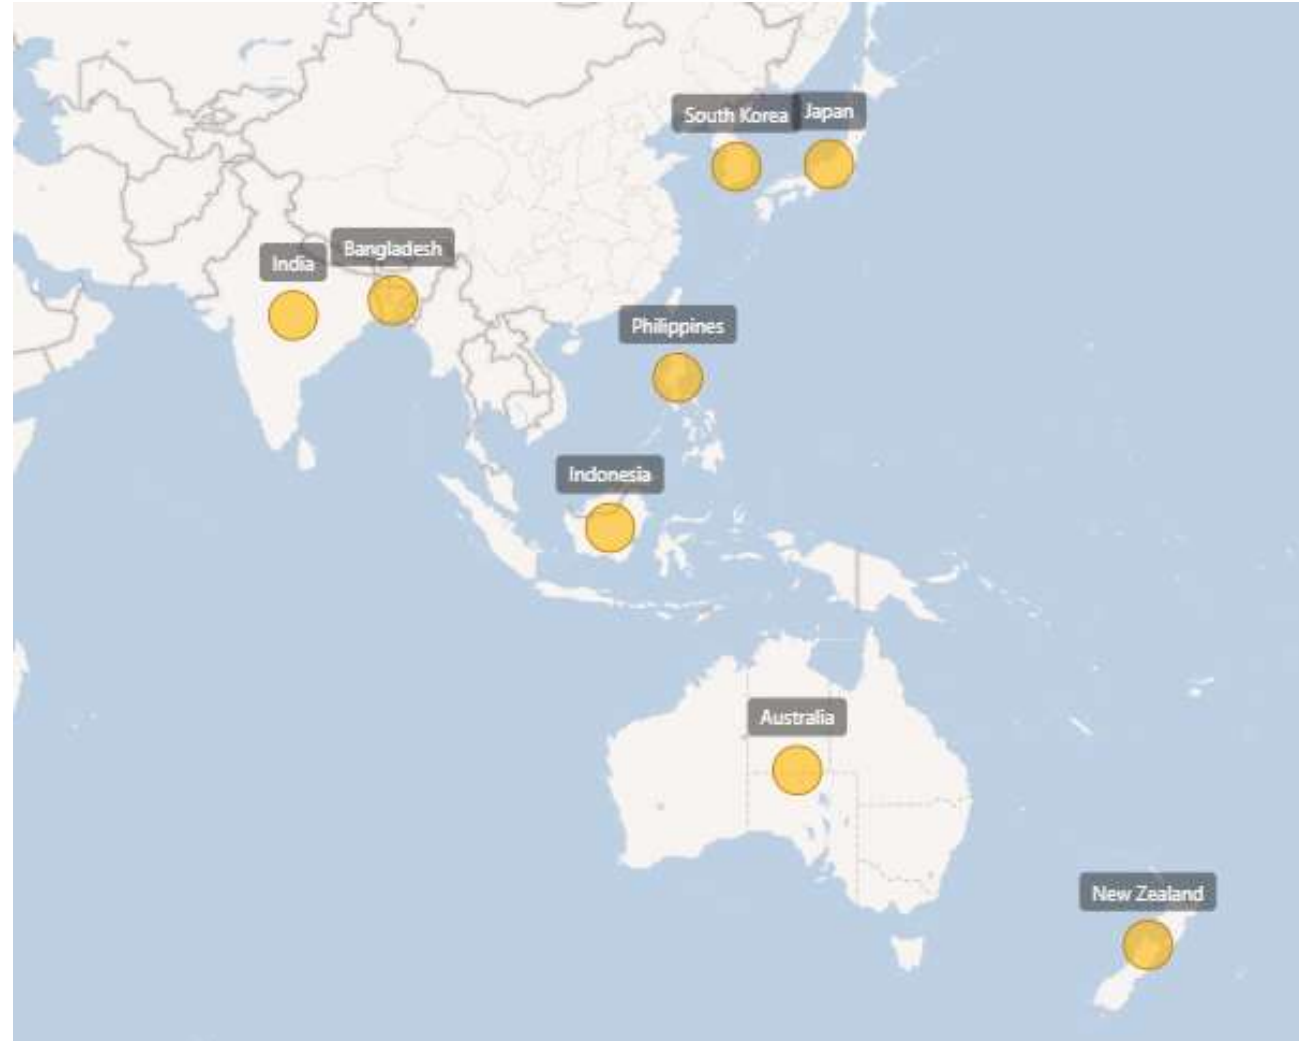 South Korea
Japan
India
Bangladesh
Philippines
Indonesia
Australia
New Zealand